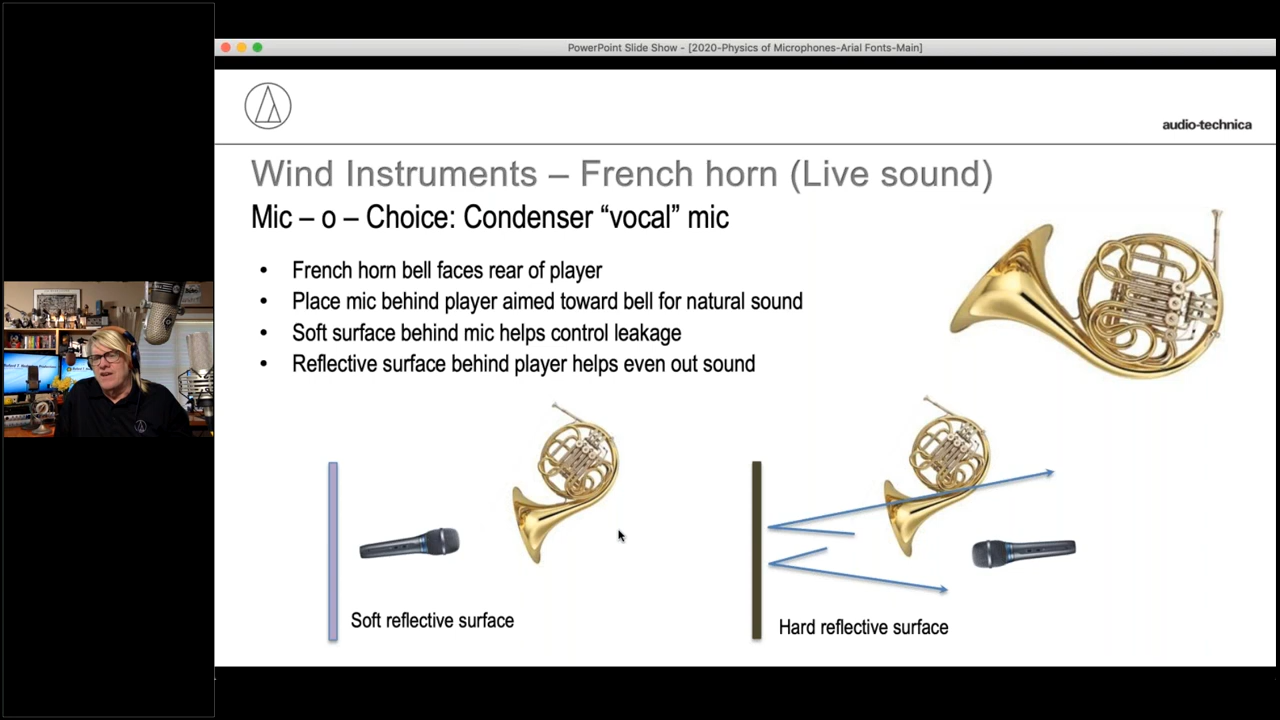 PowerPoint Slide Show - [2020-Physics of Microphones-Arial Fonts-Main]
audio-technica
Wind Instruments – French horn (Live sound)
Mic – o – Choice: Condenser “vocal” mic
• French horn bell faces rear of player
• Place mic behind player aimed toward bell for natural sound
• Soft surface behind mic helps control leakage
• Reflective surface behind player helps even out sound
Soft reflective surface
Hard reflective surface